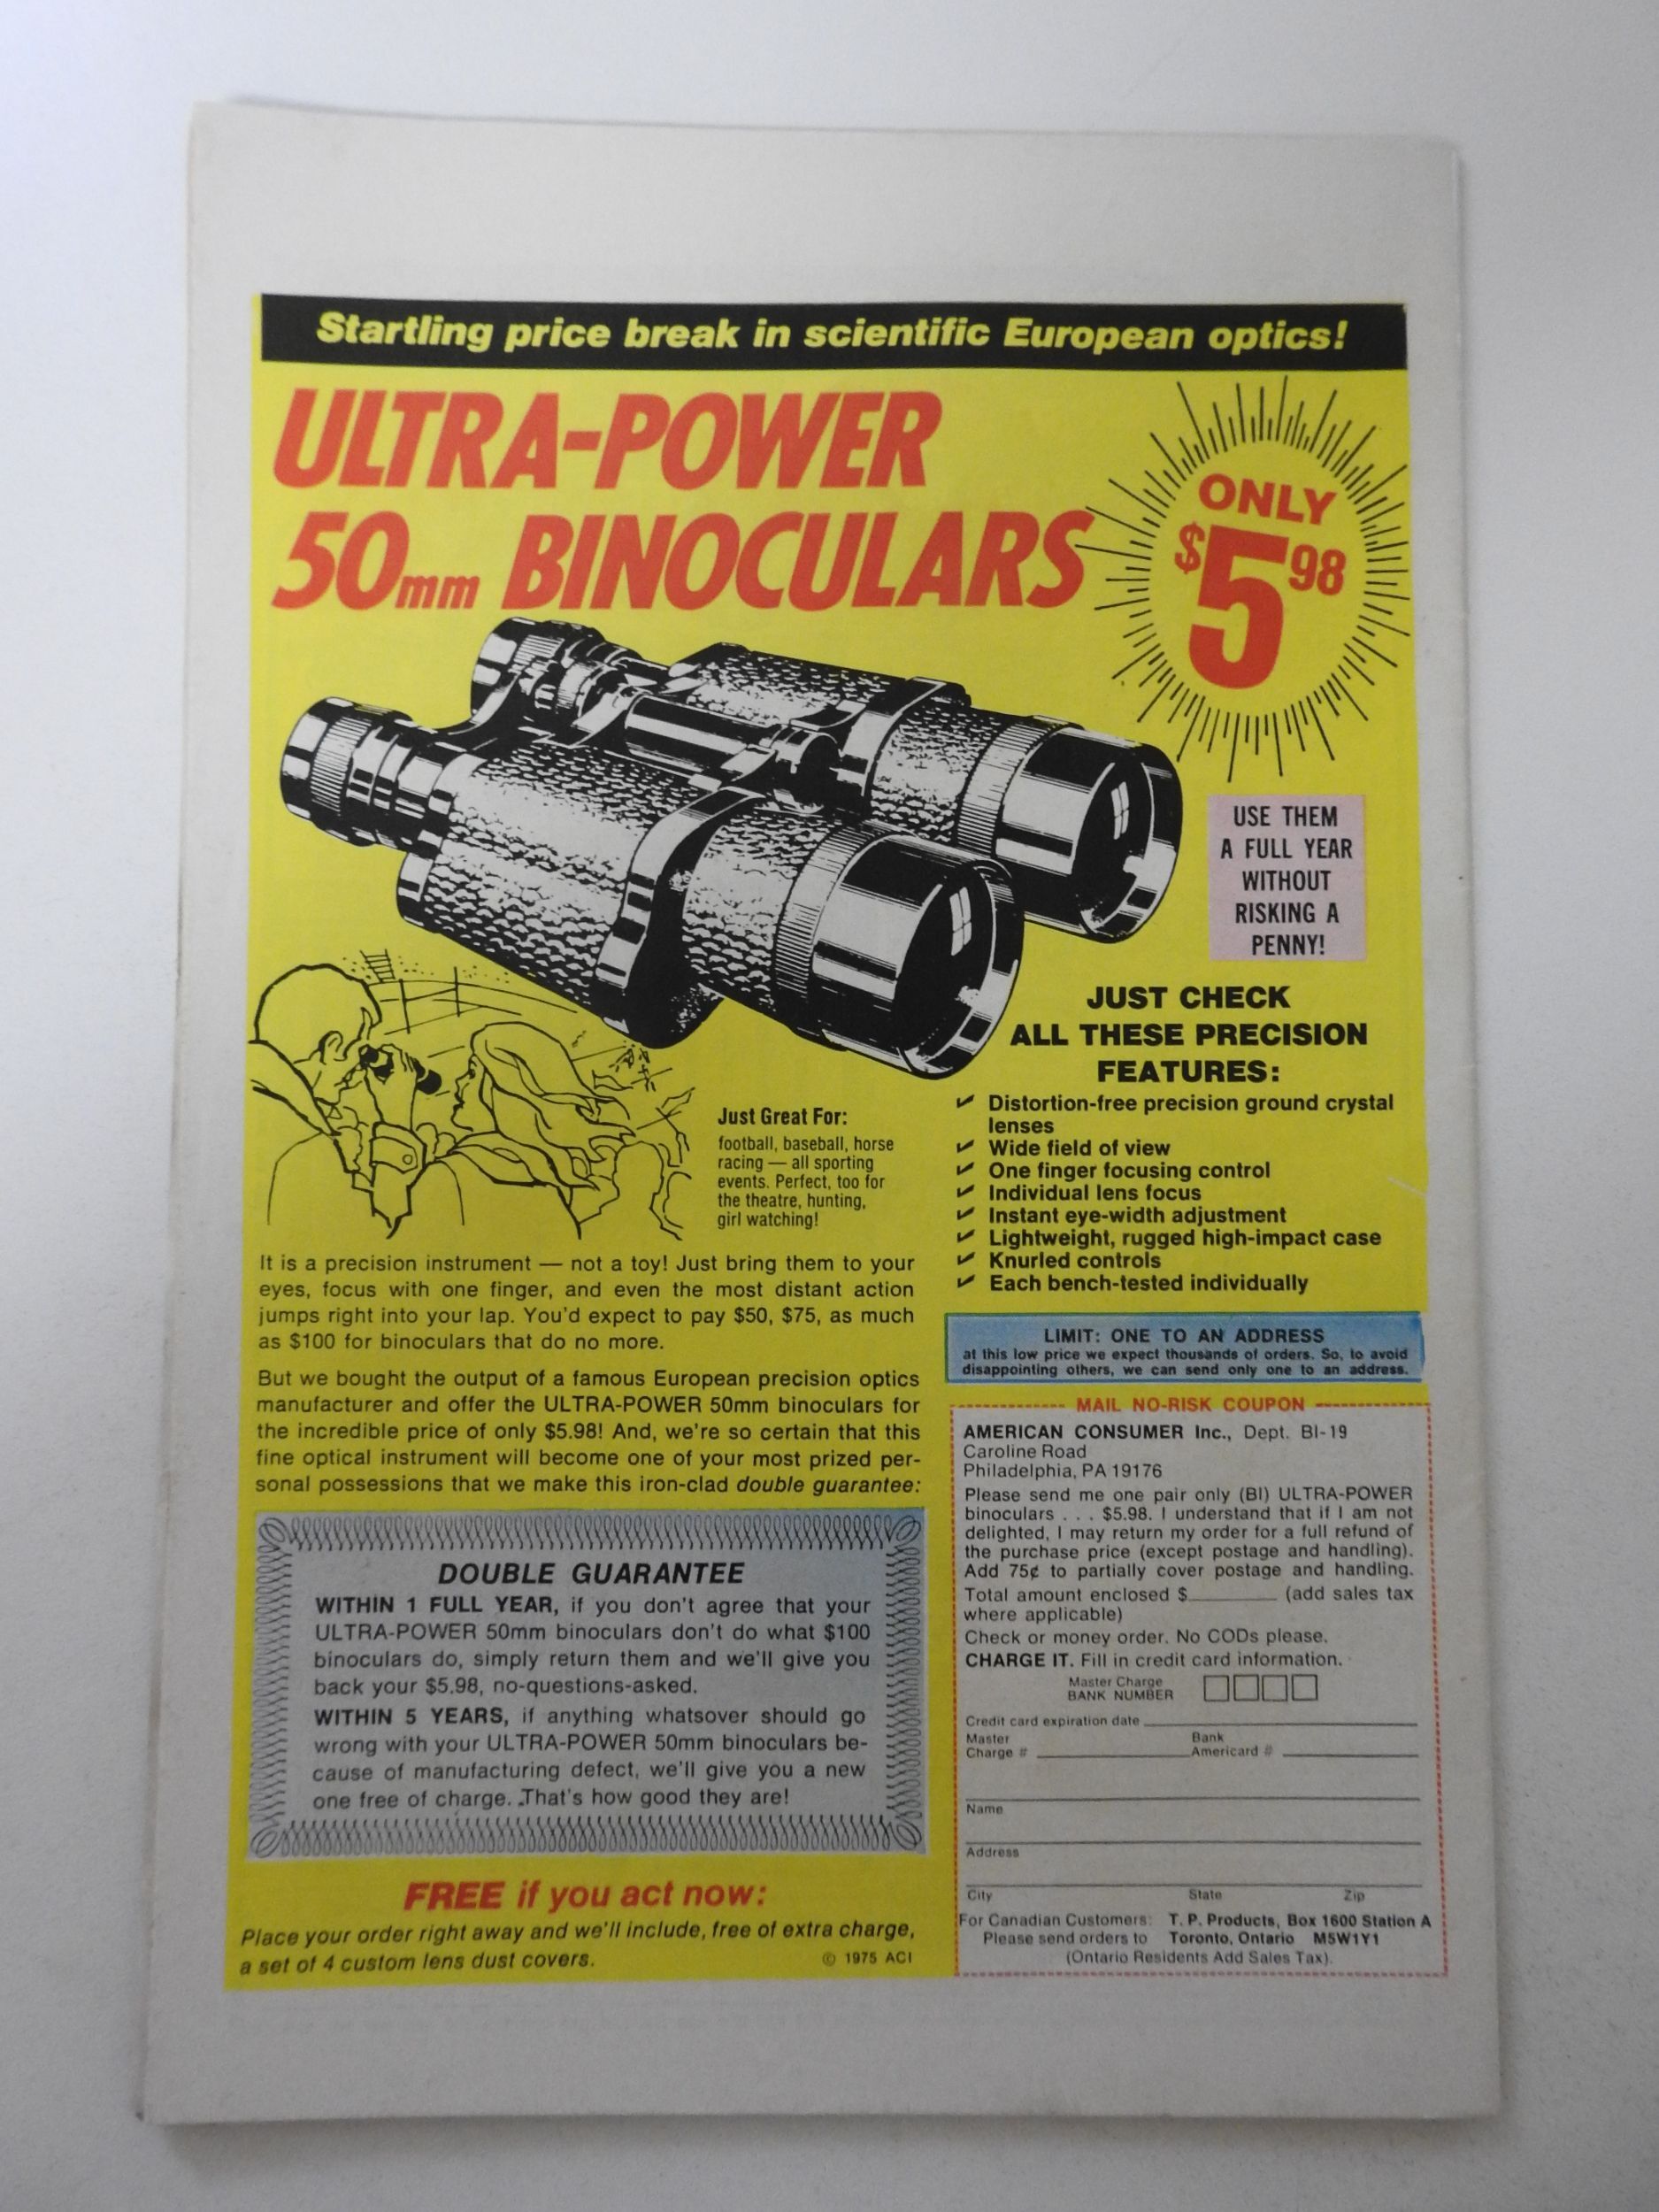 Startling price break in scientific European optics!
ULTRA-POWER
50mm BINOCULARS
ONLY
$5 98
USE THEM
A FULL YEAR
WITHOUT
RISKING A
PENNY!
JUST CHECK
ALL THESE PRECISION
FEATURES:
✔ Distortion-free precision ground crystal
lenses
✔ Wide field of view
✔ One finger focusing control
✔ Individual lens focus
✔ Instant eye-width adjustment
✔ Lightweight, rugged high-impact case
✔ Knurled controls
✔ Each bench-tested individually
Just Great For:
football, baseball, horse
racing — all sporting
events. Perfect, too for
the theatre, hunting,
girl watching!
It is a precision instrument — not a toy! Just bring them to your
eyes, focus with one finger, and even the most distant action
jumps right into your lap. You'd expect to pay $50, $75, as much
as $100 for binoculars that do no more.
But we bought the output of a famous European precision optics
manufacturer and offer the ULTRA-POWER 50mm binoculars for
the incredible price of only $5.98! And, we're so certain that this
fine optical instrument will become one of your most prized per-
sonal possessions that we make this iron-clad double guarantee:
DOUBLE GUARANTEE
WITHIN 1 FULL YEAR, if you don't agree that your
ULTRA-POWER 50mm binoculars don't do what $100
binoculars do, simply return them and we'll give you
back your $5.98, no-questions-asked.
WITHIN 5 YEARS, if anything whatsover should go
wrong with your ULTRA-POWER 50mm binoculars be-
cause of manufacturing defect, we'll give you a new
one free of charge. That's how good they are!
FREE if you act now:
Place your order right away and we'll include, free of extra charge,
a set of 4 custom lens dust covers.
© 1975 ACI
LIMIT: ONE TO AN ADDRESS
at this low price we expect thousands of orders. So, to avoid
disappointing others, we can send only one to an address.
MAIL NO-RISK COUPON
AMERICAN CONSUMER Inc., Dept. BI-19
Caroline Road
Philadelphia, PA 19176
Please send me one pair only (BI) ULTRA-POWER
binoculars . . . $5.98. I understand that if I am not
delighted, I may return my order for a full refund of
the purchase price (except postage and handling).
Add 75¢ to partially cover postage and handling.
Total amount enclosed $________ (add sales tax
where applicable)
Check or money order. No CODs please.
CHARGE IT. Fill in credit card information.
Master Charge
BANK NUMBER
Credit card expiration date
Master
Charge #
Bank
Americard #
Name
Address
City State Zip
For Canadian Customers: T. P. Products, Box 1600 Station A
Please send orders to Toronto, Ontario M5W1Y1
(Ontario Residents Add Sales Tax).